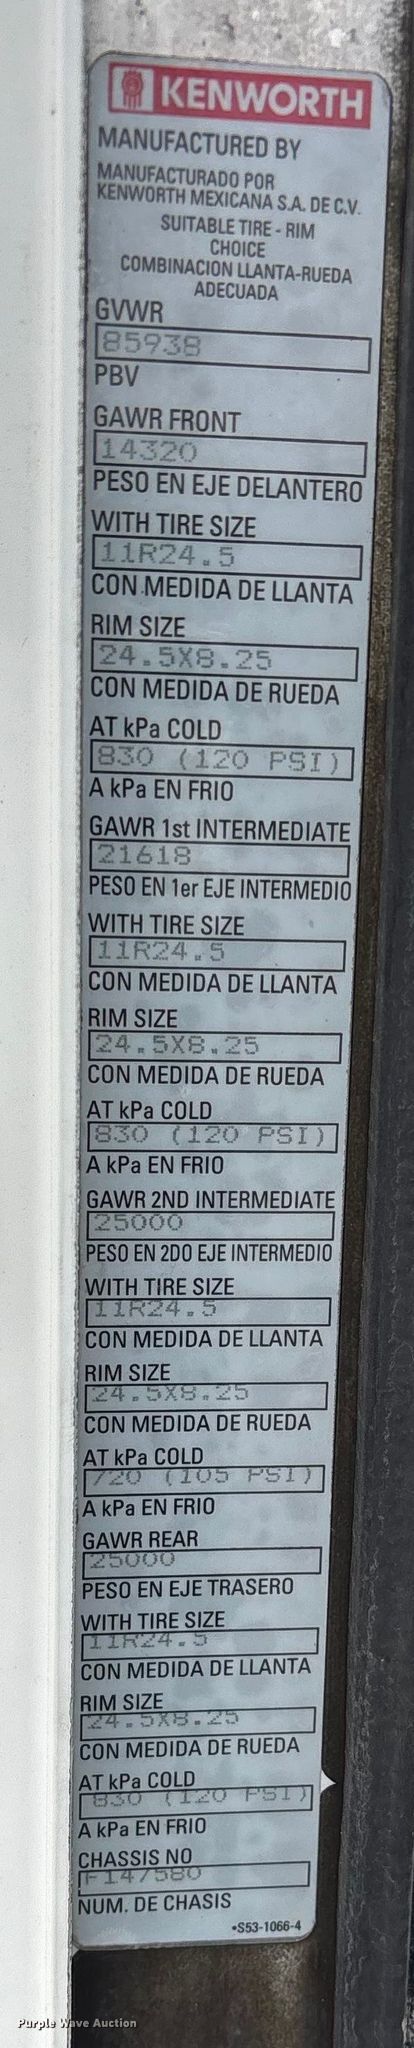 KENWORTH
MANUFACTURED BY
MANUFACTURADO POR
KENWORTH MEXICANA S.A. DE C.V.
SUITABLE TIRE - RIM
CHOICE
COMBINACION LLANTA-RUEDA
ADECUADA
GVWR
85938
PBV
GAWR FRONT
14320
PESO EN EJE DELANTERO
WITH TIRE SIZE
11R24.5
CON MEDIDA DE LLANTA
RIM SIZE
24.5X8.25
CON MEDIDA DE RUEDA
AT kPa COLD
830 (120 PSI)
A kPa EN FRIO
GAWR 1st INTERMEDIATE
21618
PESO EN 1er EJE INTERMEDIO
WITH TIRE SIZE
11R24.5
CON MEDIDA DE LLANTA
RIM SIZE
24.5X8.25
CON MEDIDA DE RUEDA
AT kPa COLD
830 (120 PSI)
A kPa EN FRIO
GAWR 2ND INTERMEDIATE
25000
PESO EN 2DO EJE INTERMEDIO
WITH TIRE SIZE
11R24.5
CON MEDIDA DE LLANTA
RIM SIZE
24.5X8.25
CON MEDIDA DE RUEDA
AT kPa COLD
720 (105 PSI)
A kPa EN FRIO
GAWR REAR
25000
PESO EN EJE TRASERO
WITH TIRE SIZE
11R24.5
CON MEDIDA DE LLANTA
RIM SIZE
24.5X8.25
CON MEDIDA DE RUEDA
AT kPa COLD
830 (120 PSI)
A kPa EN FRIO
CHASSIS NO
F147580
NUM. DE CHASIS
•S53-1066-4
Purple Wave Auction